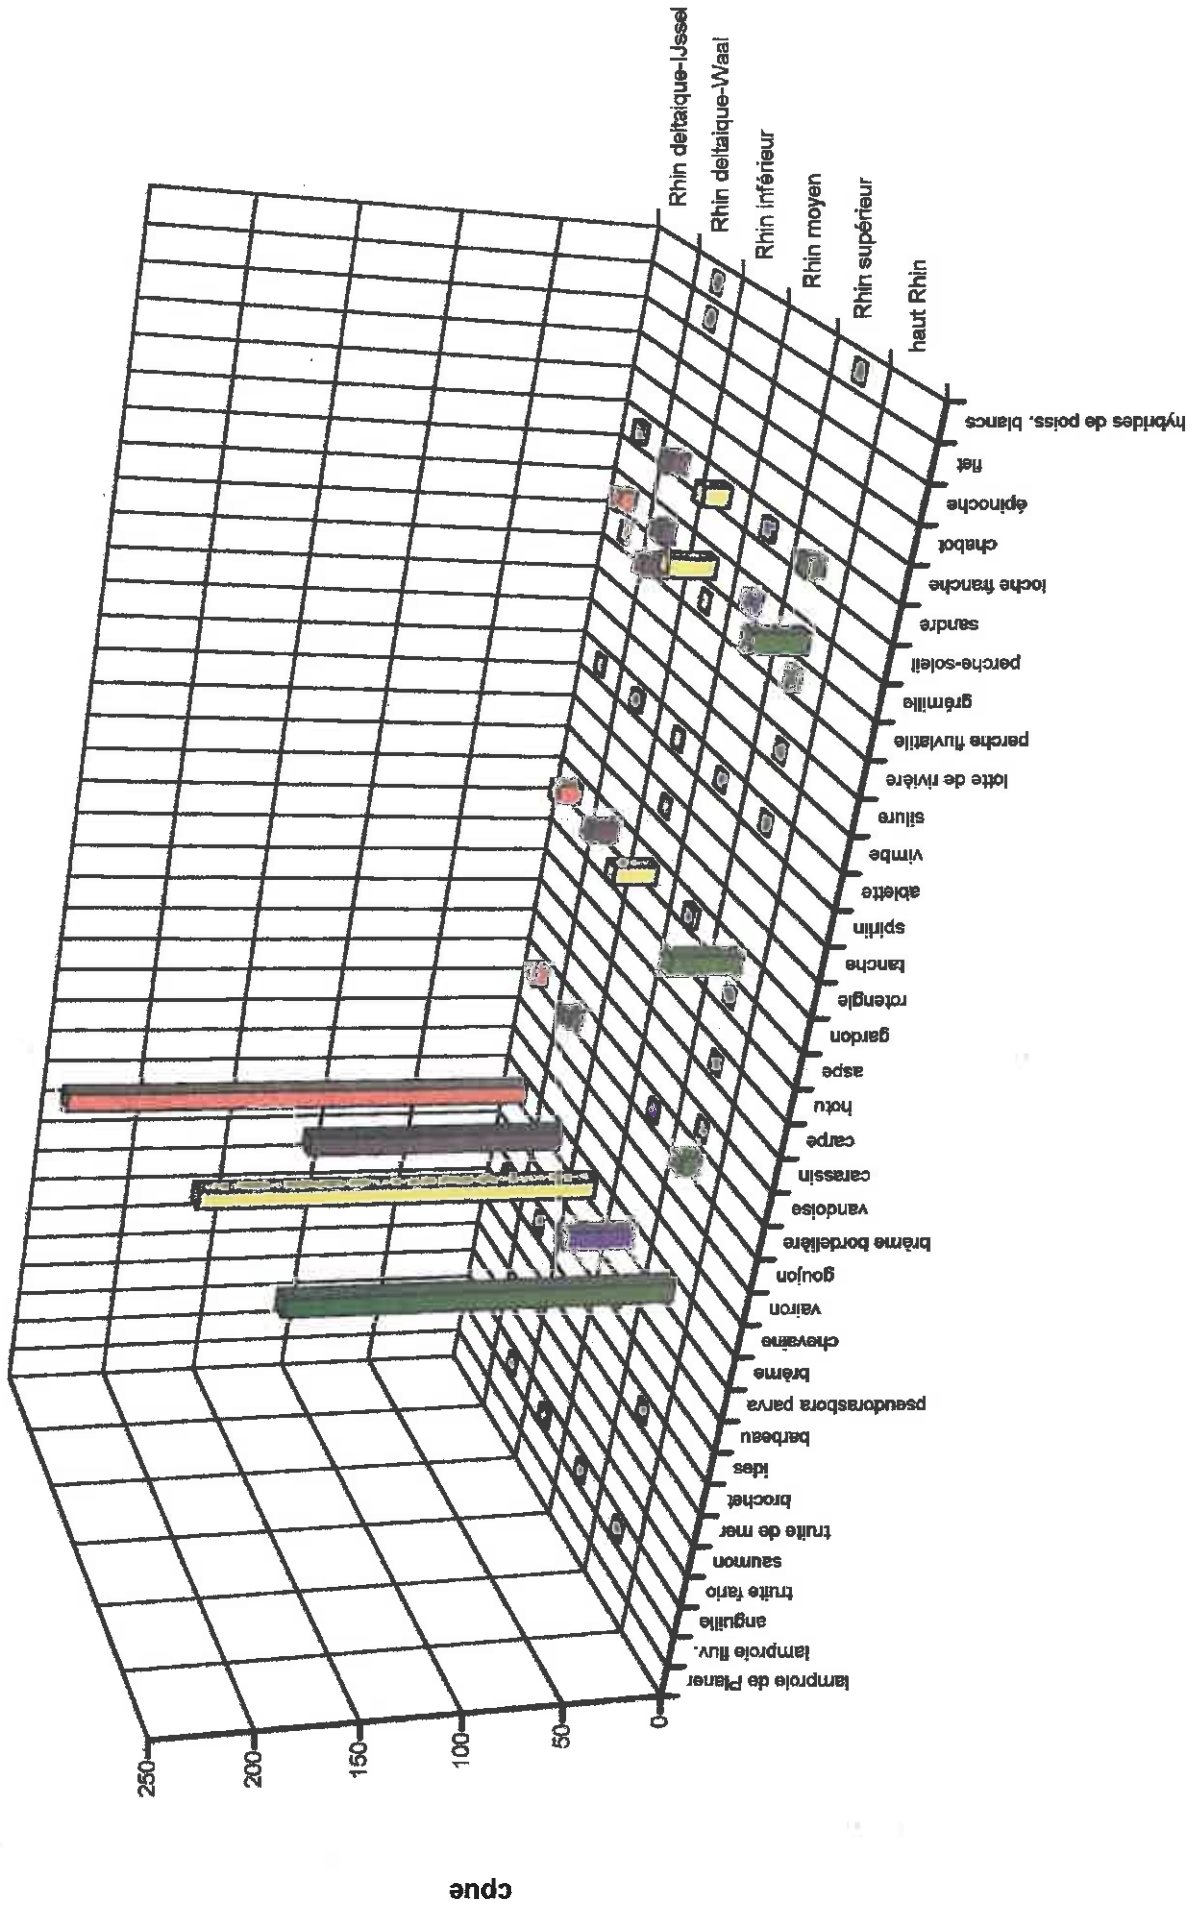 cpue
250
200
150
100
50
0
lamproie de Planer
lamproie fluv.
anguille
truite fario
saumon
truite de mer
brochet
ides
barbeau
pseudorasbora parva
brème
chevaine
vairon
goujon
brème bordelière
vandoise
carassin
carpe
hotu
aspe
gardon
rotengle
tanche
spirlin
ablette
vimbe
silure
lotte de rivière
perche fluviatile
grémille
perche-soleil
sandre
loche franche
chabot
épinoche
flet
hybrides de poiss. blancs
haut Rhin
Rhin supérieur
Rhin moyen
Rhin inférieur
Rhin deltaique-Waal
Rhin deltaique-IJssel